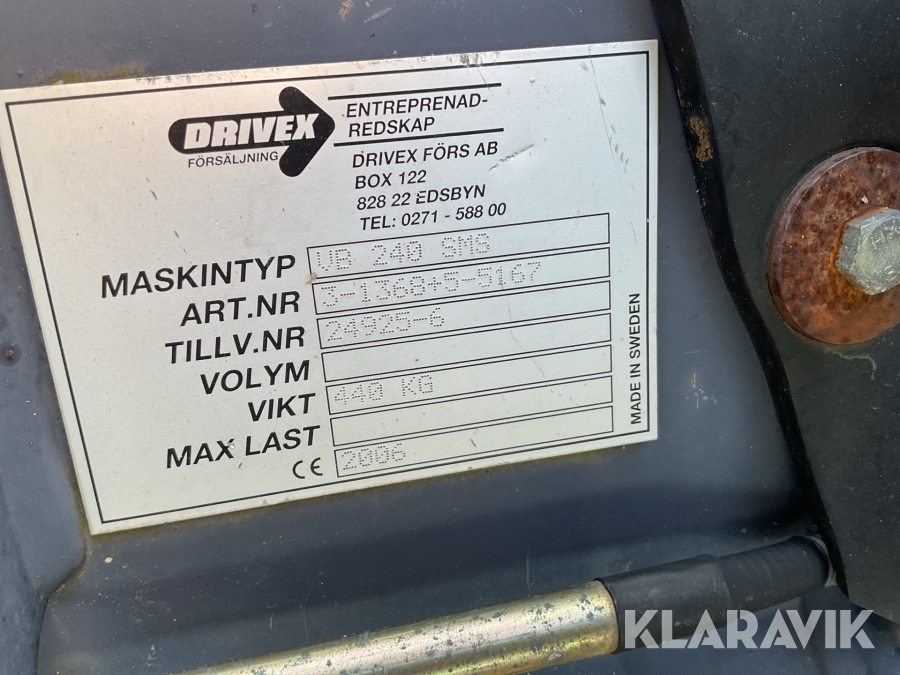 DRIVEX
FÖRSÄLJNING
ENTREPRENAD-
REDSKAP
DRIVEX FÖRS AB
BOX 122
828 22 EDSBYN
TEL: 0271 - 588 00
MASKINTYP VB 240 SMS
ART.NR 3-136845-5167
TILLV.NR 24925-6
VOLYM
VIKT 440 KG
MAX LAST
CE 2006
MADE IN SWEDEN
KLARAVIK